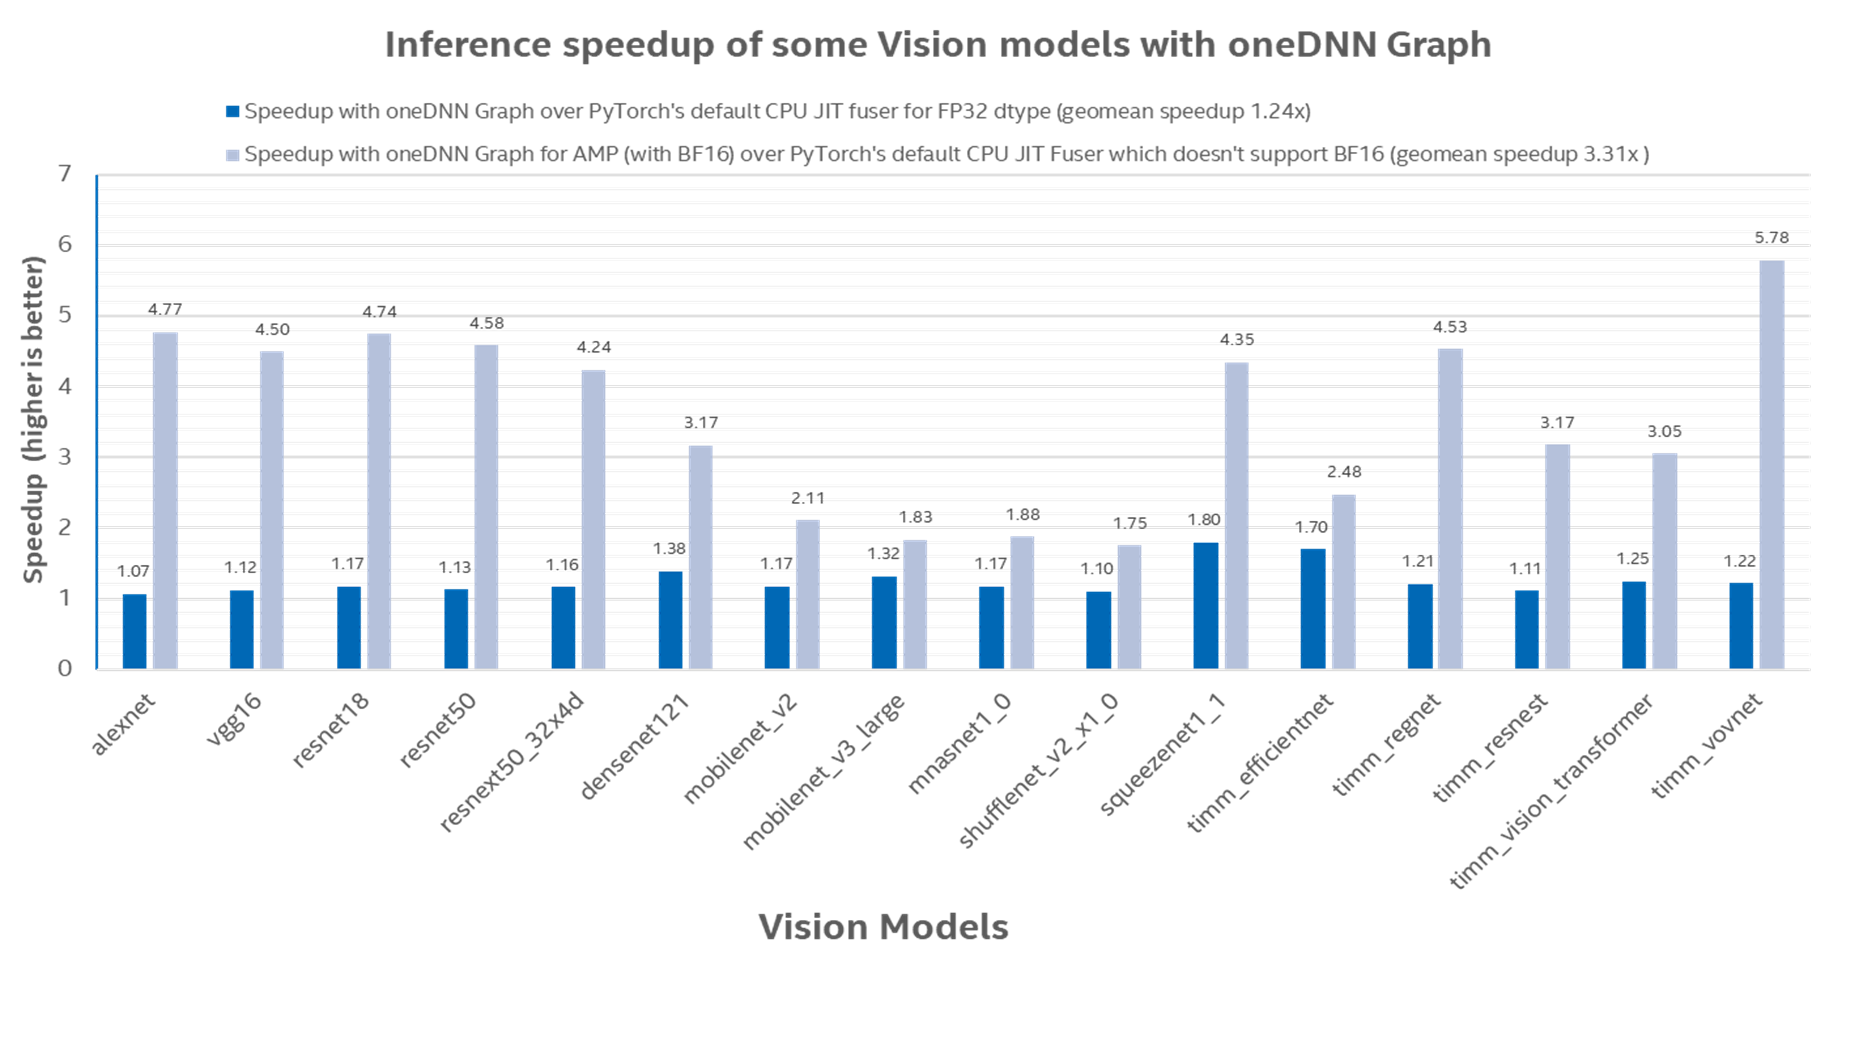 Inference speedup of some Vision models with oneDNN Graph
Speedup with oneDNN Graph over PyTorch's default CPU JIT fuser for FP32 dtype (geomean speedup 1.24x)
Speedup with oneDNN Graph for AMP (with BF16) over PyTorch's default CPU JIT Fuser which doesn't support BF16 (geomean speedup 3.31x )
Speedup (higher is better)
7
6
5
4
3
2
1
0
1.07
4.77
1.12
4.50
1.17
4.74
1.13
4.58
1.16
4.24
1.38
3.17
1.17
2.11
1.32
1.83
1.17
1.88
1.10
1.75
1.80
4.35
1.70
2.48
1.21
4.53
1.11
3.17
1.25
3.05
1.22
5.78
alexnet
vgg16
resnet18
resnet50
resnext50_32x4d
densenet121
mobilenet_v2
mobilenet_v3_large
mnasnet1_0
shufflenet_v2_x1_0
squeezenet1_1
timm_efficientnet
timm_regnet
timm_resnest
timm_vision_transformer
timm_vovnet
Vision Models